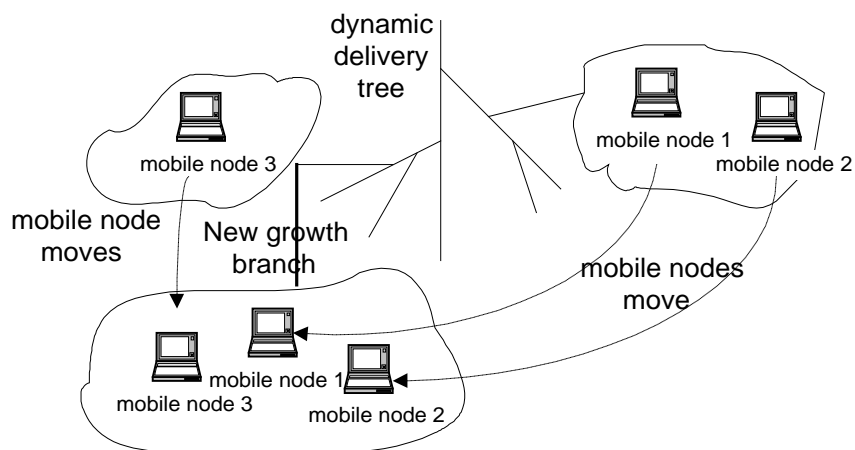 dynamic
delivery
tree
mobile node 3
mobile node 1
mobile node 2
mobile node
moves
New growth
branch
mobile nodes
move
mobile node 1
mobile node 3
mobile node 2